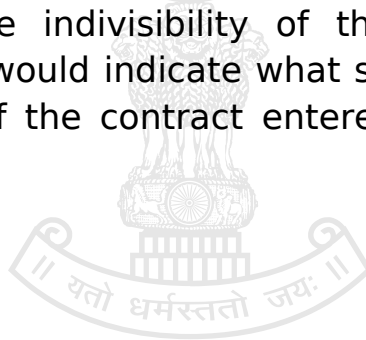 e indivisibility of th
would indicate what s
f the contract entere
॥ यतो धर्मस्ततो जयः ॥